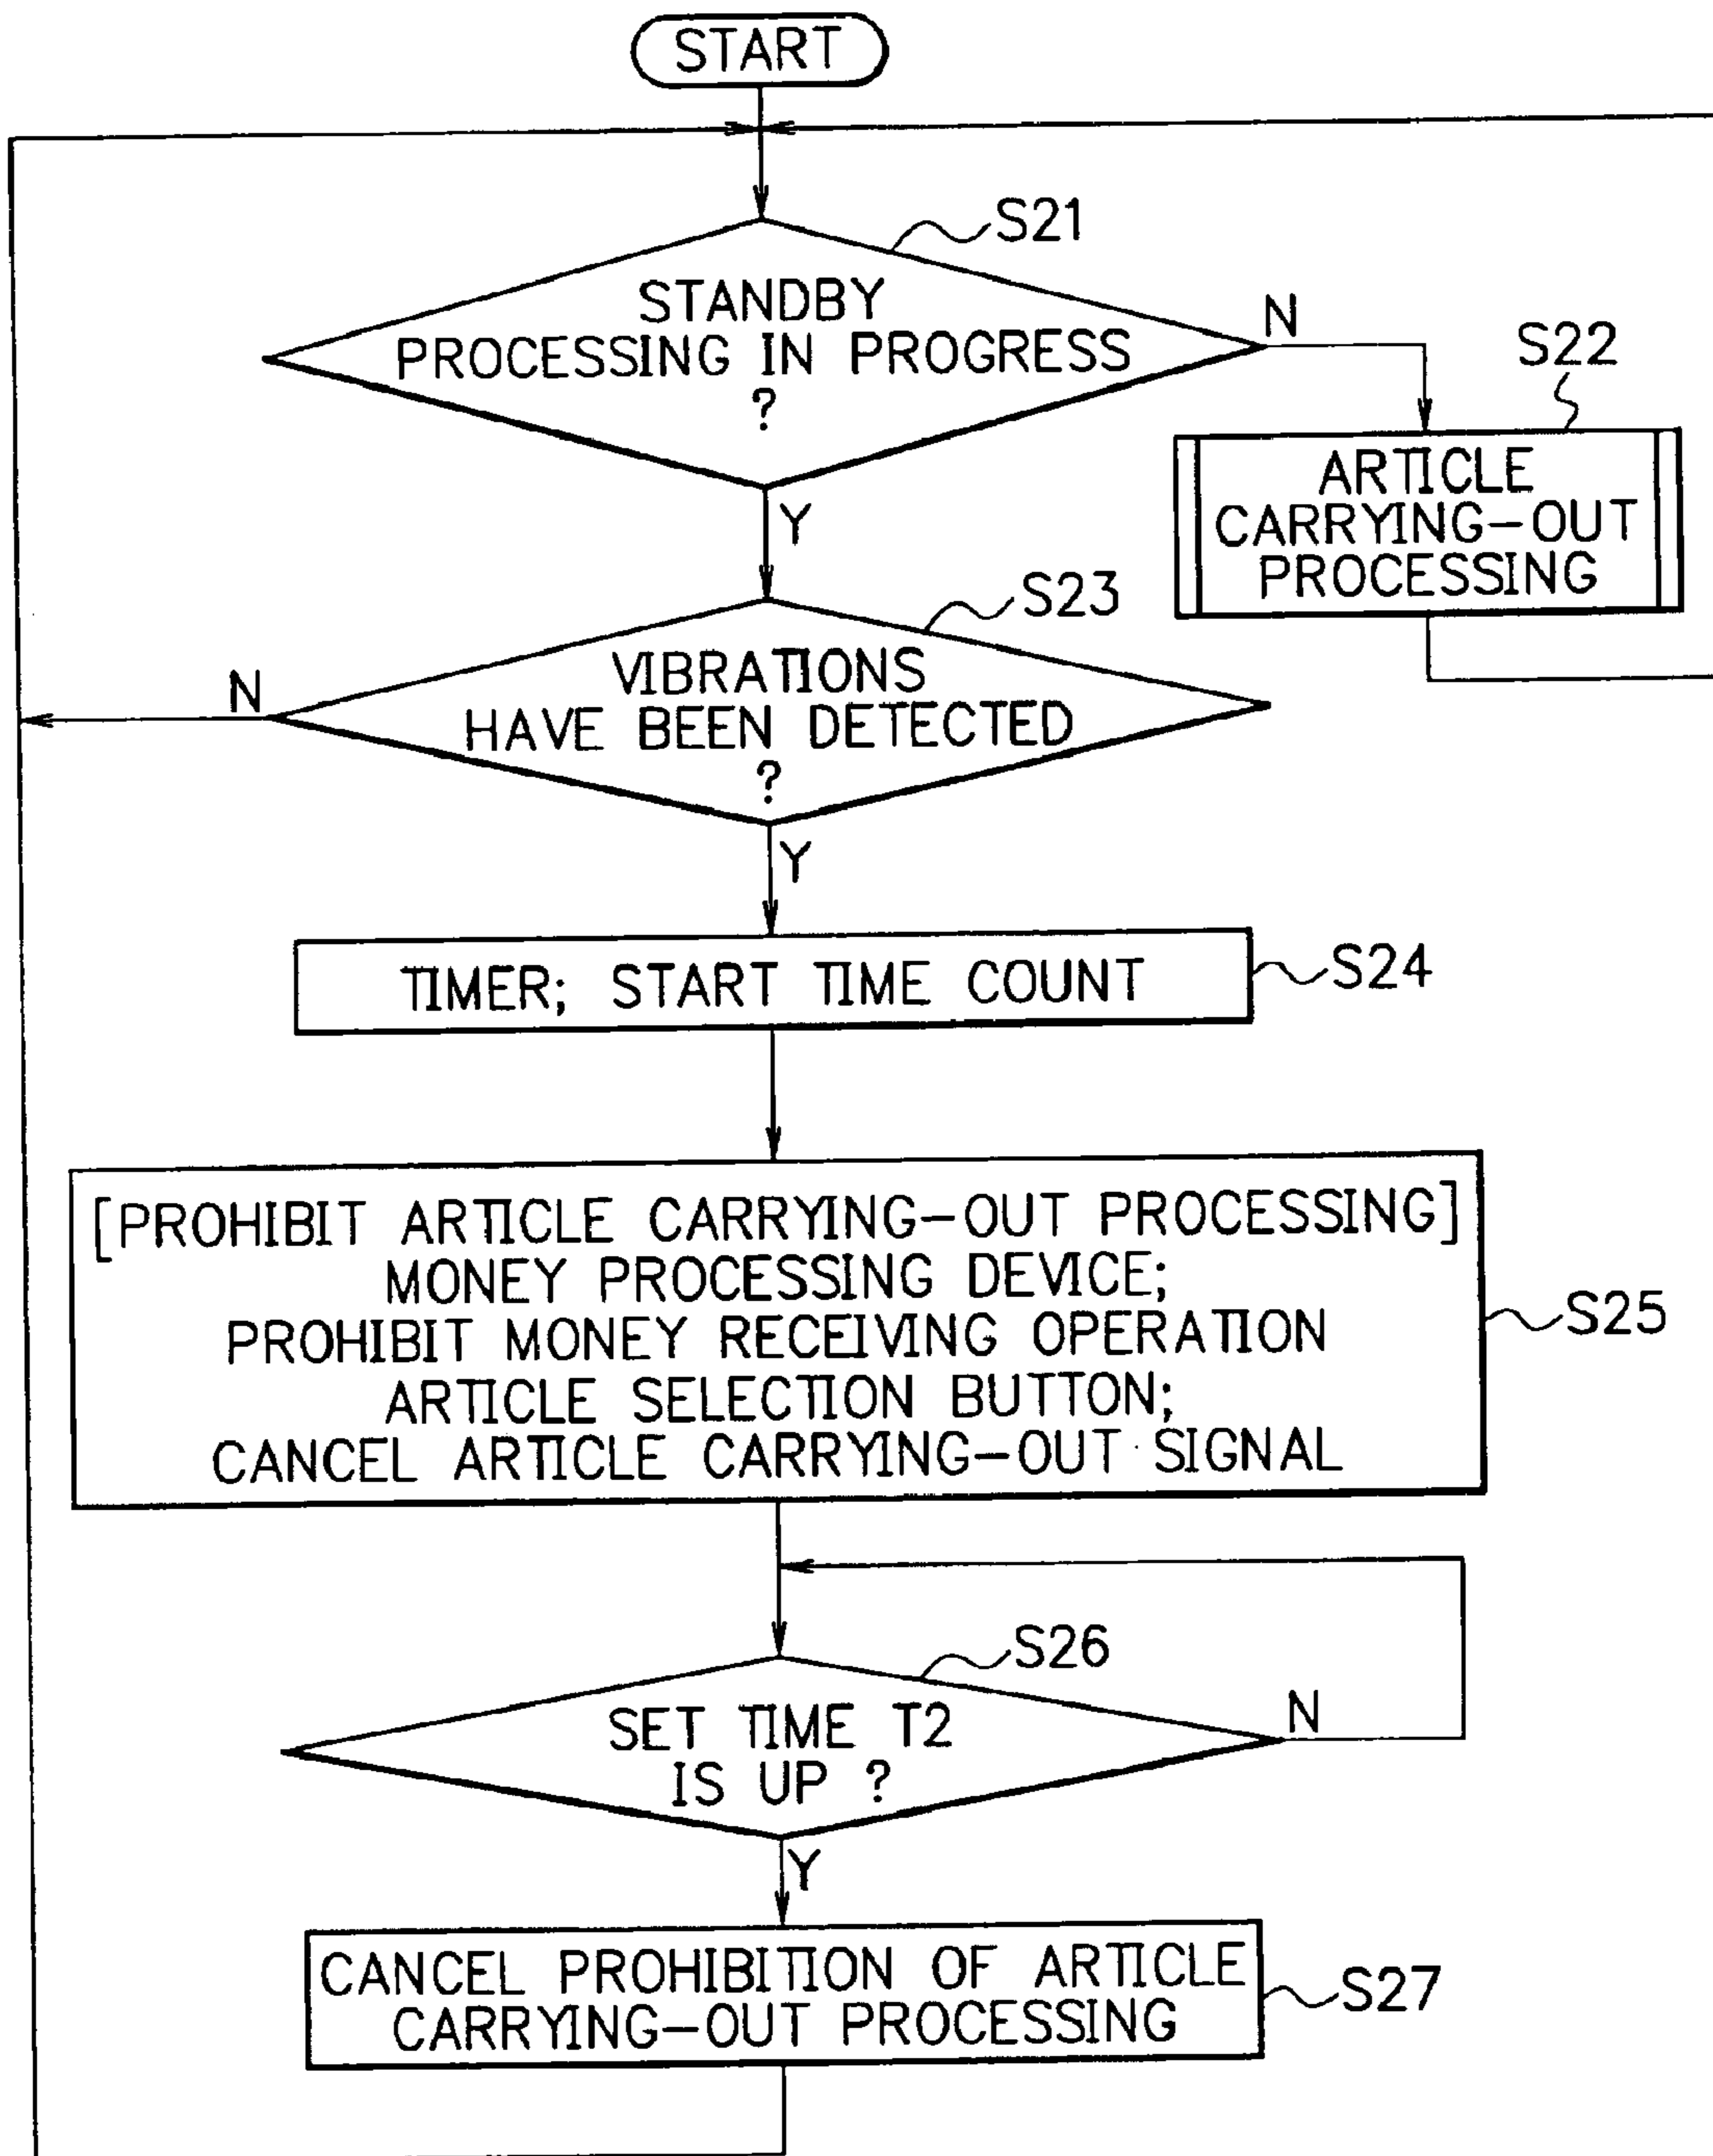 START
S21
STANDBY
PROCESSING IN PROGRESS
?
N
S22
ARTICLE
CARRYING-OUT
PROCESSING
Y
S23
VIBRATIONS
HAVE BEEN DETECTED
?
N
Y
TIMER; START TIME COUNT
S24
[PROHIBIT ARTICLE CARRYING-OUT PROCESSING]
MONEY PROCESSING DEVICE;
PROHIBIT MONEY RECEIVING OPERATION
ARTICLE SELECTION BUTTON;
CANCEL ARTICLE CARRYING-OUT SIGNAL
S25
S26
SET TIME T2
IS UP ?
N
Y
CANCEL PROHIBITION OF ARTICLE
CARRYING-OUT PROCESSING
S27